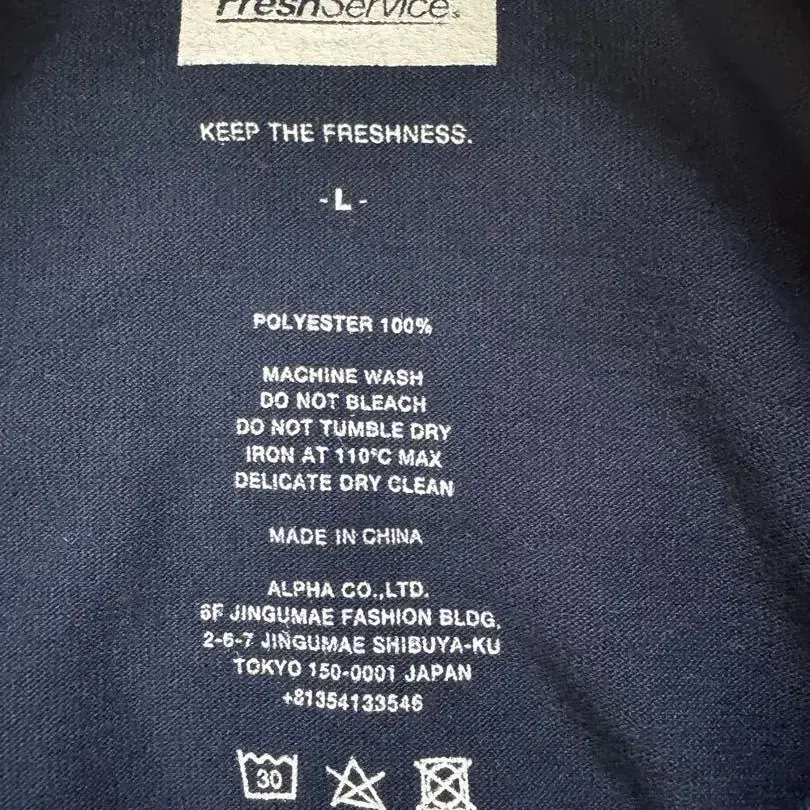 FreshService.
KEEP THE FRESHNESS.
- L -
POLYESTER 100%
MACHINE WASH
DO NOT BLEACH
DO NOT TUMBLE DRY
IRON AT 110°C MAX
DELICATE DRY CLEAN
MADE IN CHINA
ALPHA CO.,LTD.
6F JINGUMAE FASHION BLDG.
2-6-7 JINGUMAE SHIBUYA-KU
TOKYO 150-0001 JAPAN
+81354133546
30